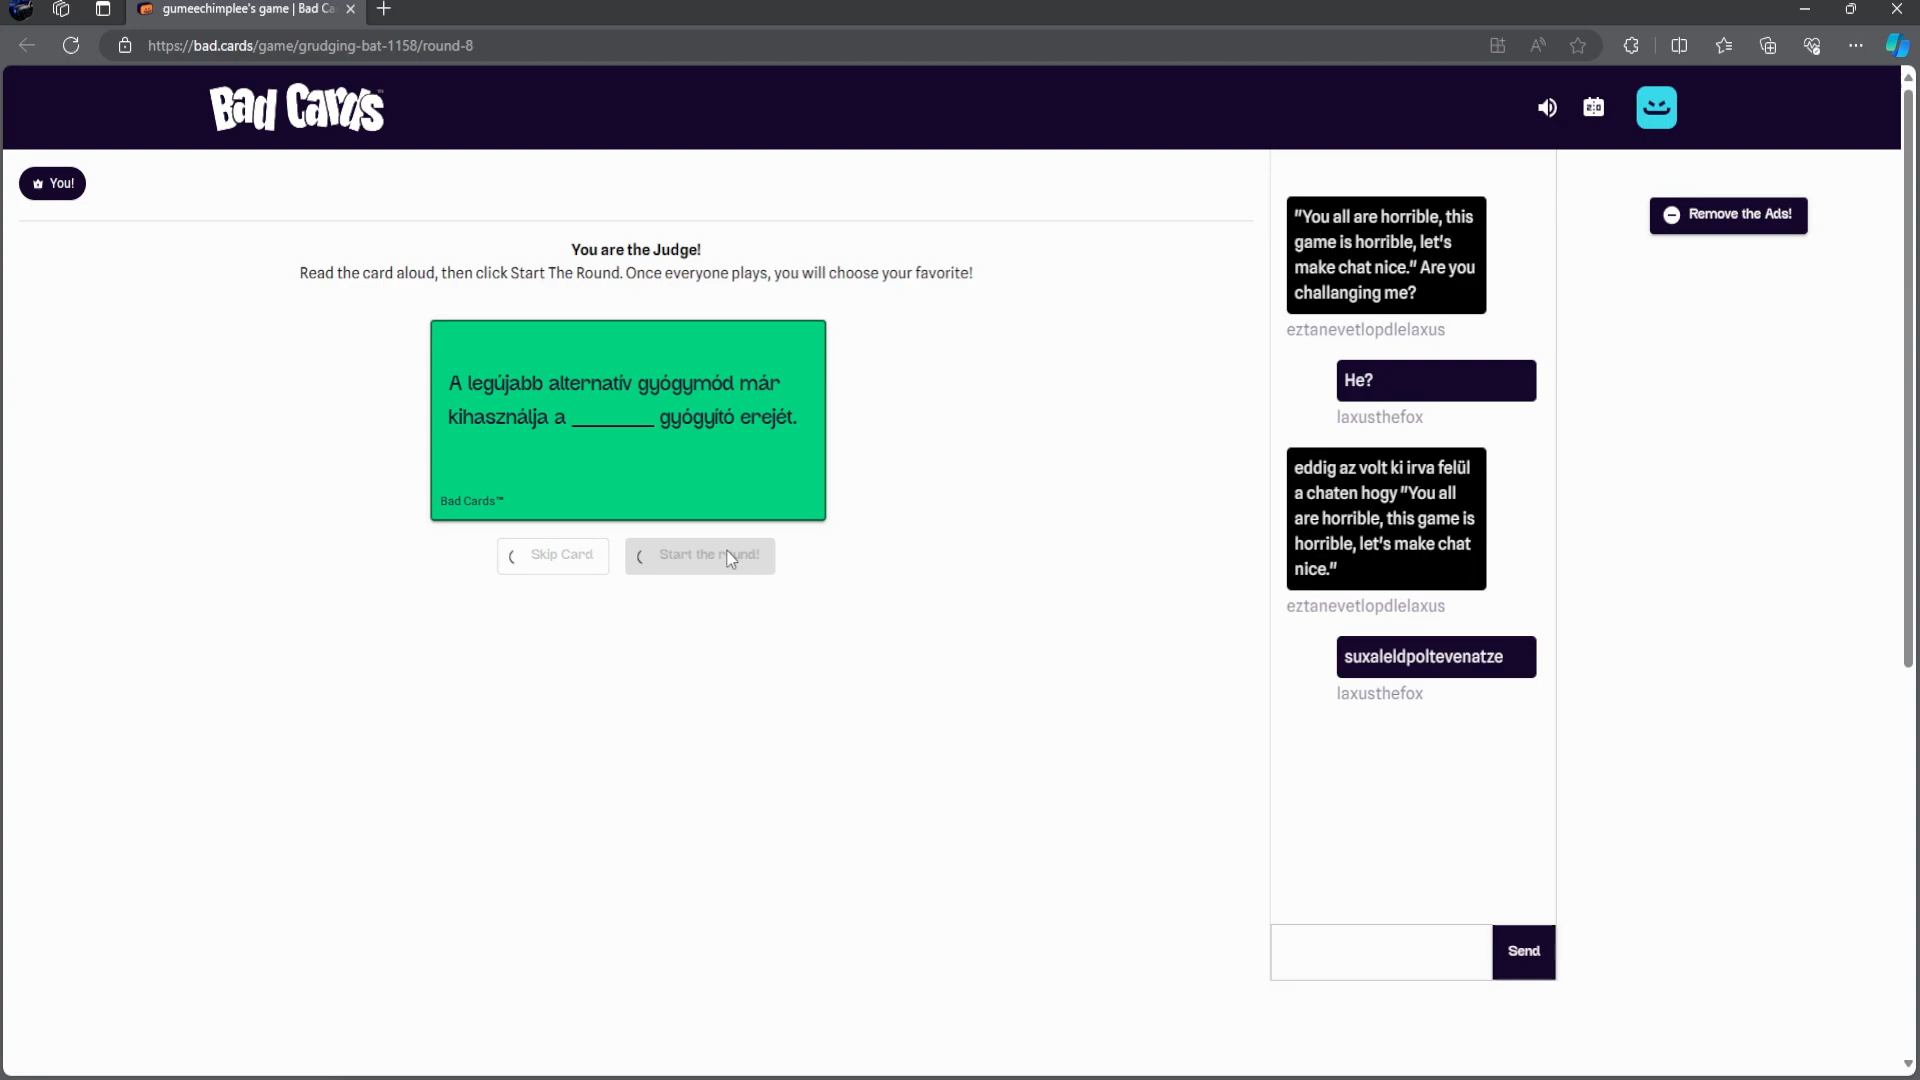 gumeechimplee's game | Bad Ca
https://bad.cards/game/grudging-bat-1158/round-8
Bad Cards
2:0
You!
You are the Judge!
Read the card aloud, then click Start The Round. Once everyone plays, you will choose your favorite!
A legújabb alternatív gyógymód már
kihasználja a ________ gyógyító erejét.
Bad Cards™
Skip Card
Start the round!
"You all are horrible, this
game is horrible, let's
make chat nice." Are you
challanging me?
eztanevetlopdlelaxus
He?
laxusthefox
eddig az volt ki irva felül
a chaten hogy "You all
are horrible, this game is
horrible, let's make chat
nice."
eztanevetlopdlelaxus
suxaleldpoltevenatze
laxusthefox
Send
Remove the Ads!